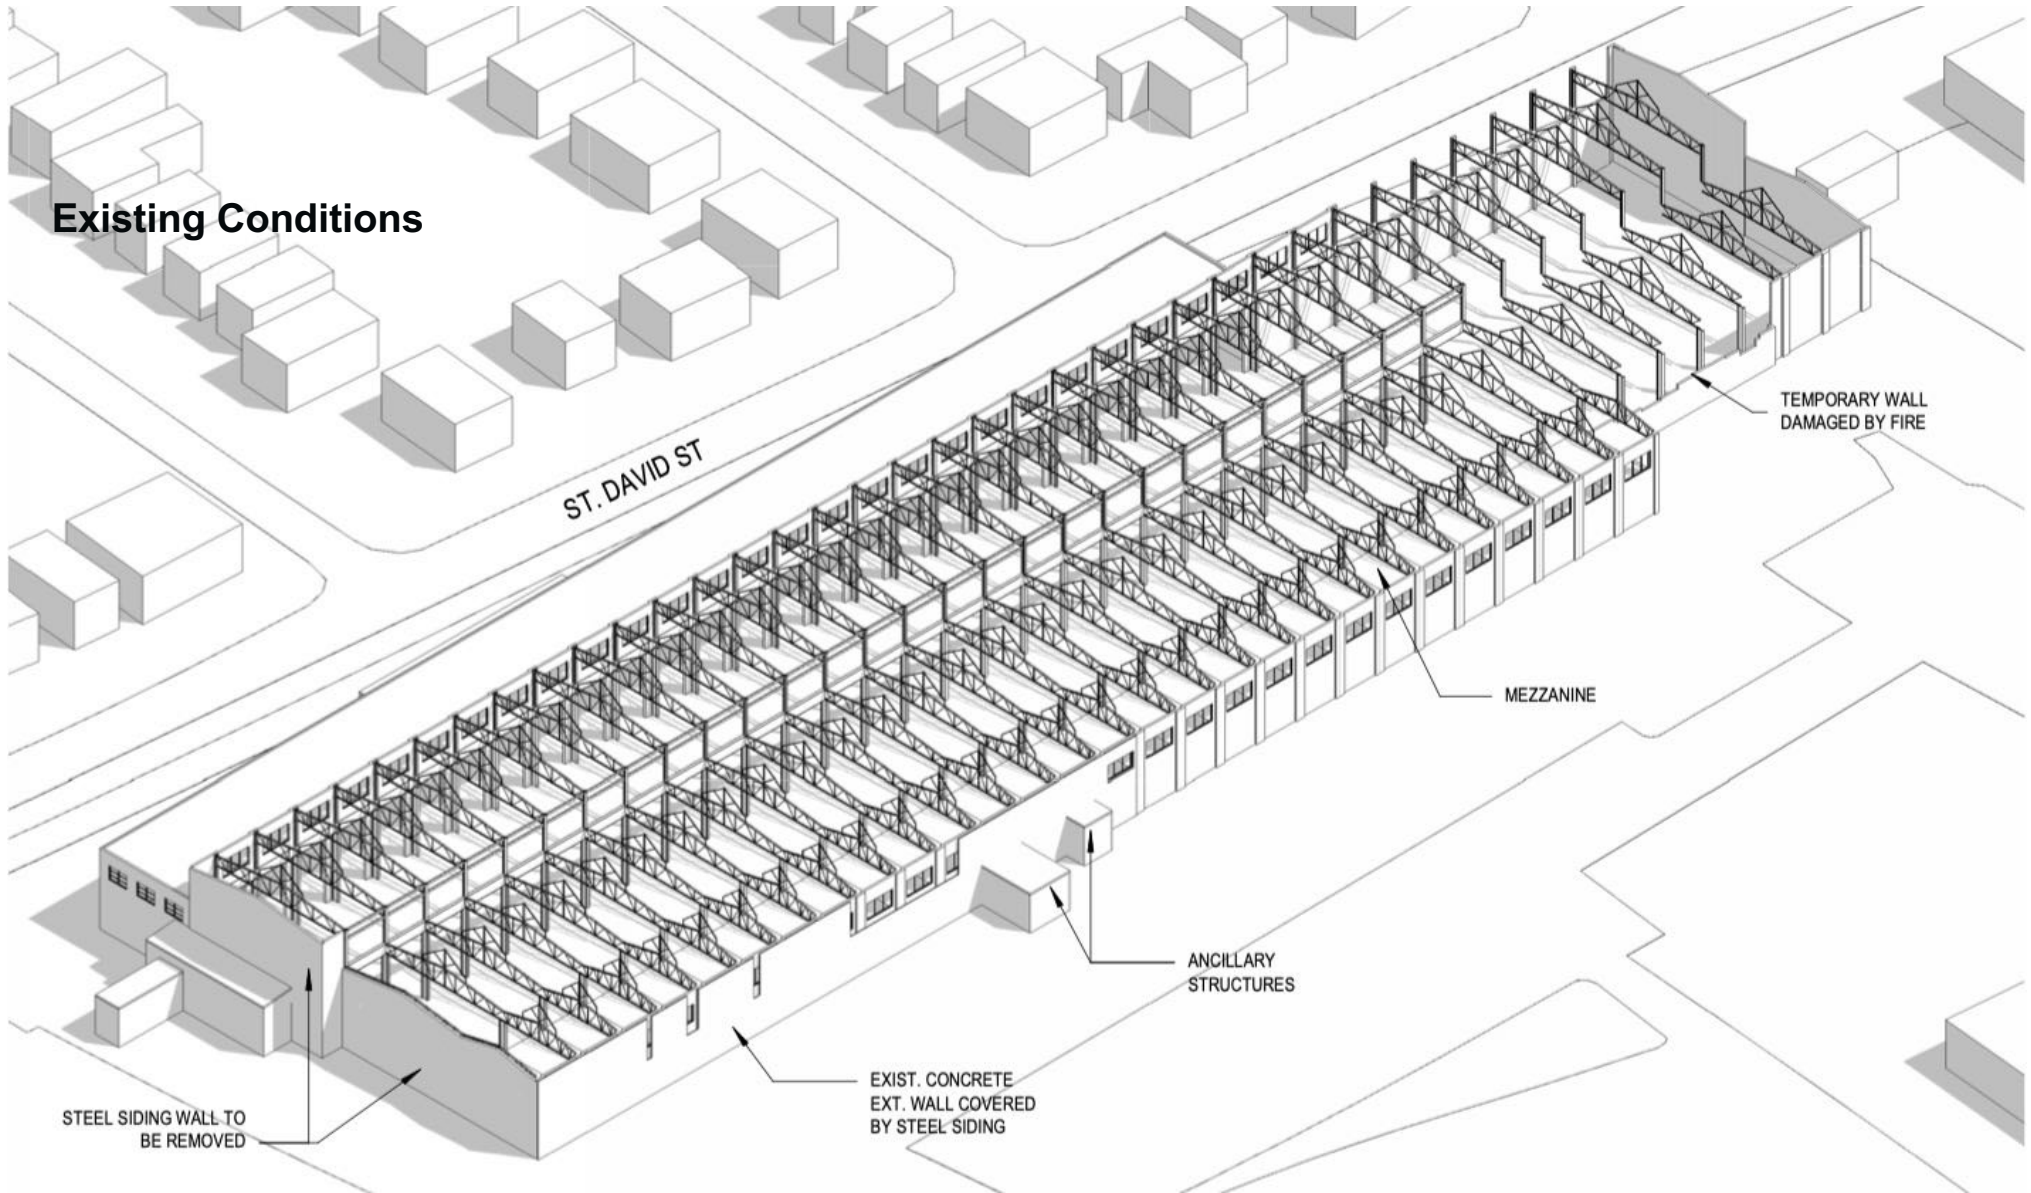 Existing Conditions
ST. DAVID ST
TEMPORARY WALL
DAMAGED BY FIRE
MEZZANINE
ANCILLARY
STRUCTURES
EXIST. CONCRETE
EXT. WALL COVERED
BY STEEL SIDING
STEEL SIDING WALL TO
BE REMOVED